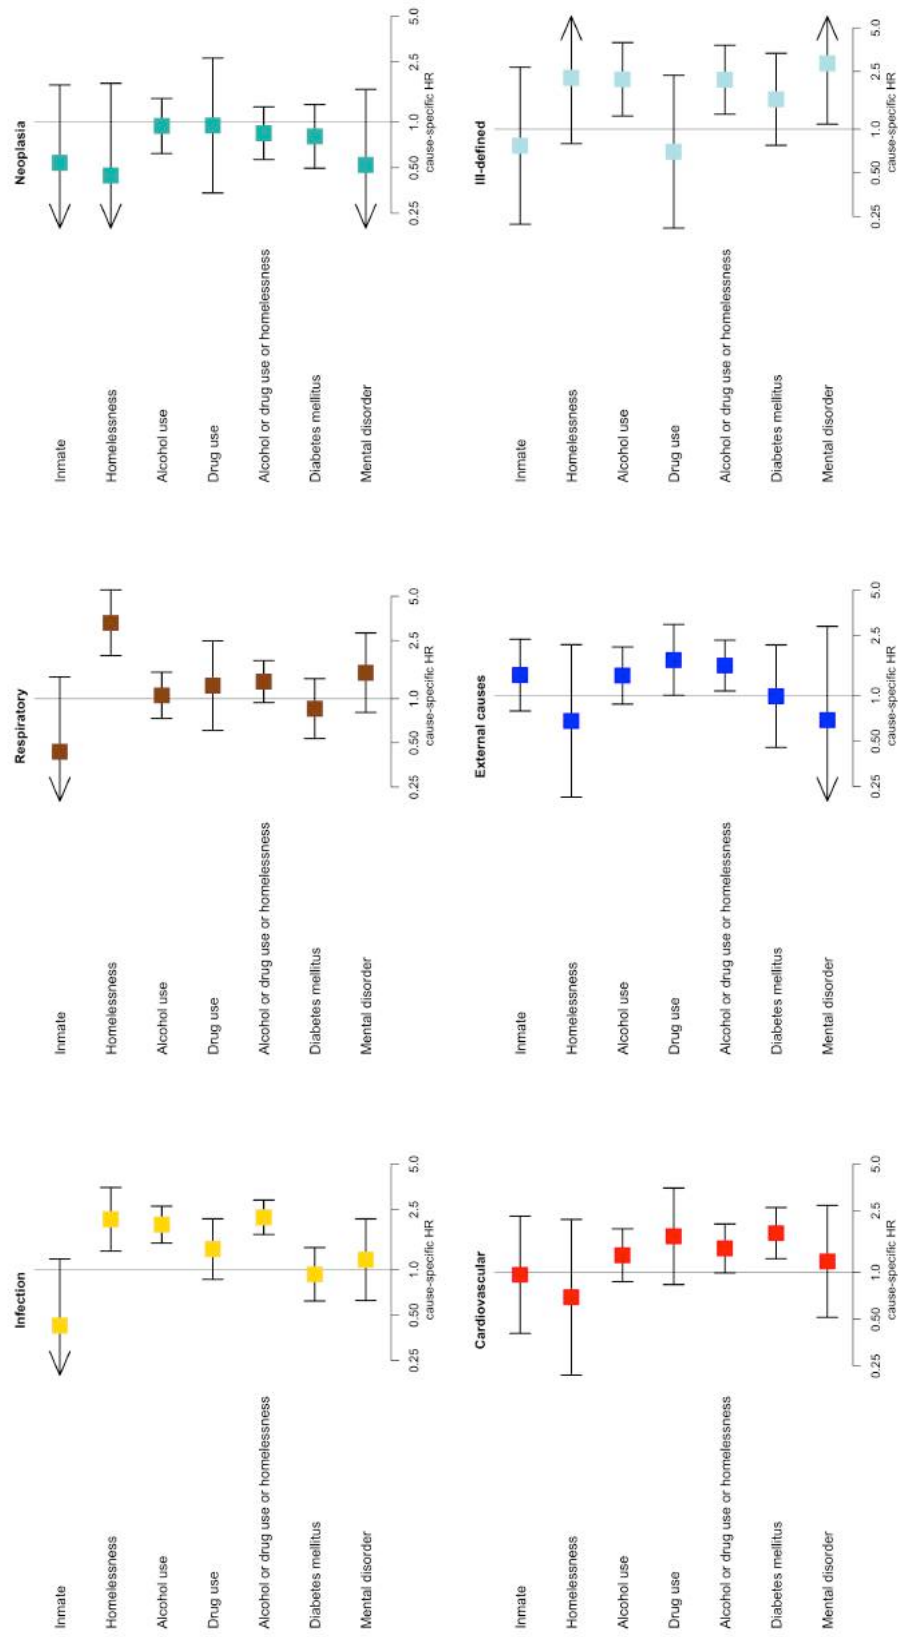 Infection
Inmate
Homelessness
Alcohol use
Drug use
Alcohol or drug use or homelessness
Diabetes mellitus
Mental disorder
0.25 0.50 1.0 2.5 5.0
cause-specific HR
Respiratory
Inmate
Homelessness
Alcohol use
Drug use
Alcohol or drug use or homelessness
Diabetes mellitus
Mental disorder
0.25 0.50 1.0 2.5 5.0
cause-specific HR
Neoplasia
Inmate
Homelessness
Alcohol use
Drug use
Alcohol or drug use or homelessness
Diabetes mellitus
Mental disorder
0.25 0.50 1.0 2.5 5.0
cause-specific HR
Cardiovascular
Inmate
Homelessness
Alcohol use
Drug use
Alcohol or drug use or homelessness
Diabetes mellitus
Mental disorder
0.25 0.50 1.0 2.5 5.0
cause-specific HR
External causes
Inmate
Homelessness
Alcohol use
Drug use
Alcohol or drug use or homelessness
Diabetes mellitus
Mental disorder
0.25 0.50 1.0 2.5 5.0
cause-specific HR
Ill-defined
Inmate
Homelessness
Alcohol use
Drug use
Alcohol or drug use or homelessness
Diabetes mellitus
Mental disorder
0.25 0.50 1.0 2.5 5.0
cause-specific HR